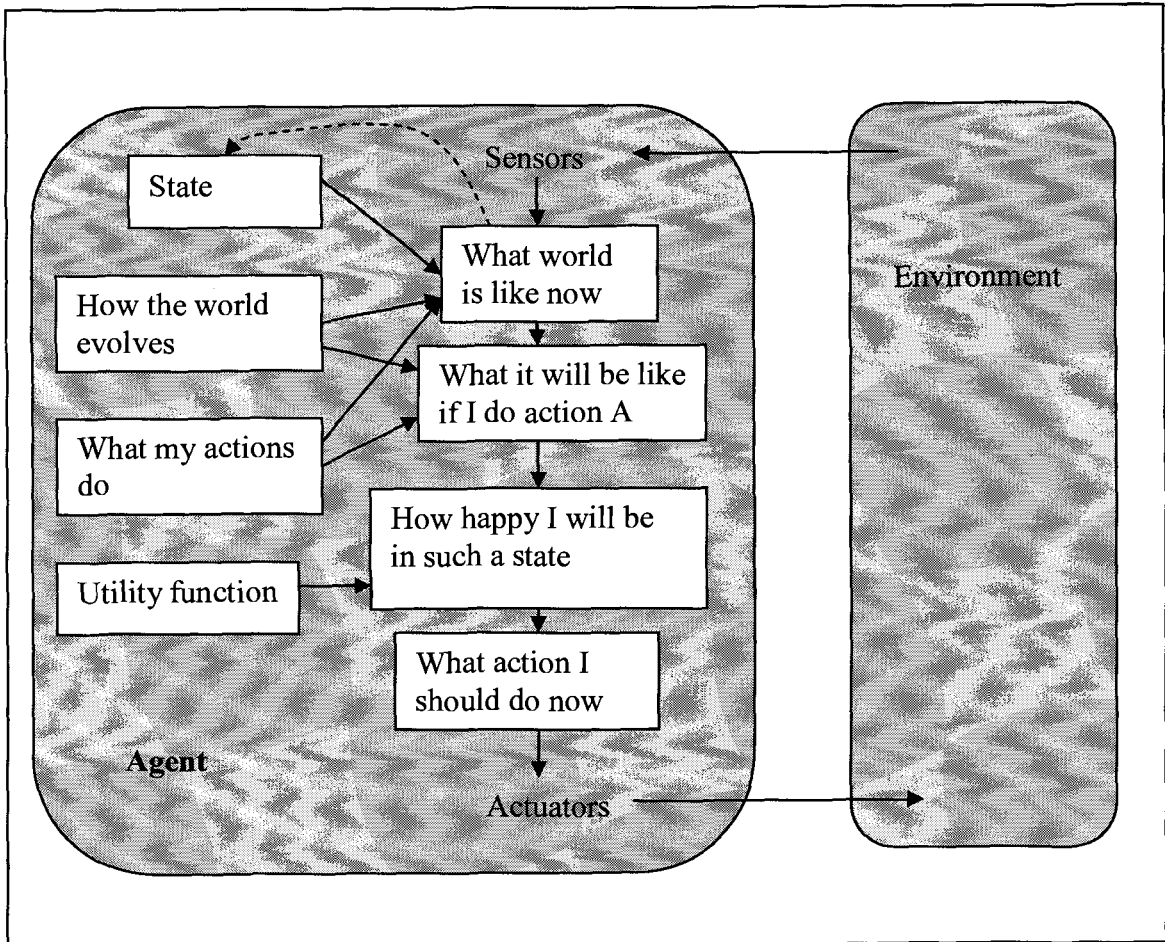 State
Sensors
What world
is like now
Environment
How the world
evolves
What it will be like
if I do action A
What my actions
do
How happy I will be
in such a state
Utility function
What action I
should do now
Agent
Actuators